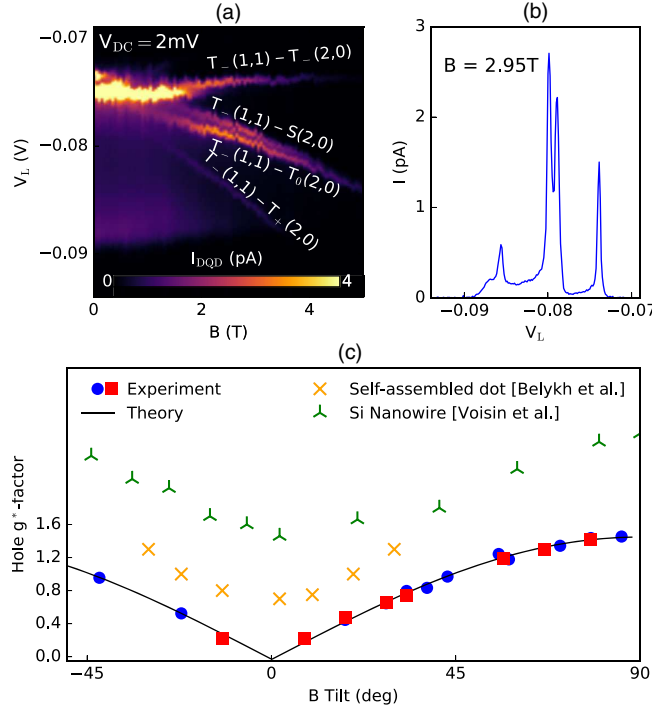 (a)
V_DC = 2mV
T_−(1,1)−T_−(2,0)
T_−(1,1)−S(2,0)
T_−(1,1)−T_0(2,0)
T_−(1,1)−T_+(2,0)
−0.07
−0.08
−0.09
V_L (V)
I_DQD (pA)
0 4
0 2 4
B (T)
(b)
B = 2.95T
3
2
1
0
I (pA)
−0.09 −0.08 −0.07
V_L
(c)
Experiment
Theory
Self-assembled dot [Belykh et al.]
Si Nanowire [Voisin et al.]
1.6
1.2
0.8
0.4
0.0
Hole g*-factor
−45 0 45 90
B Tilt (deg)